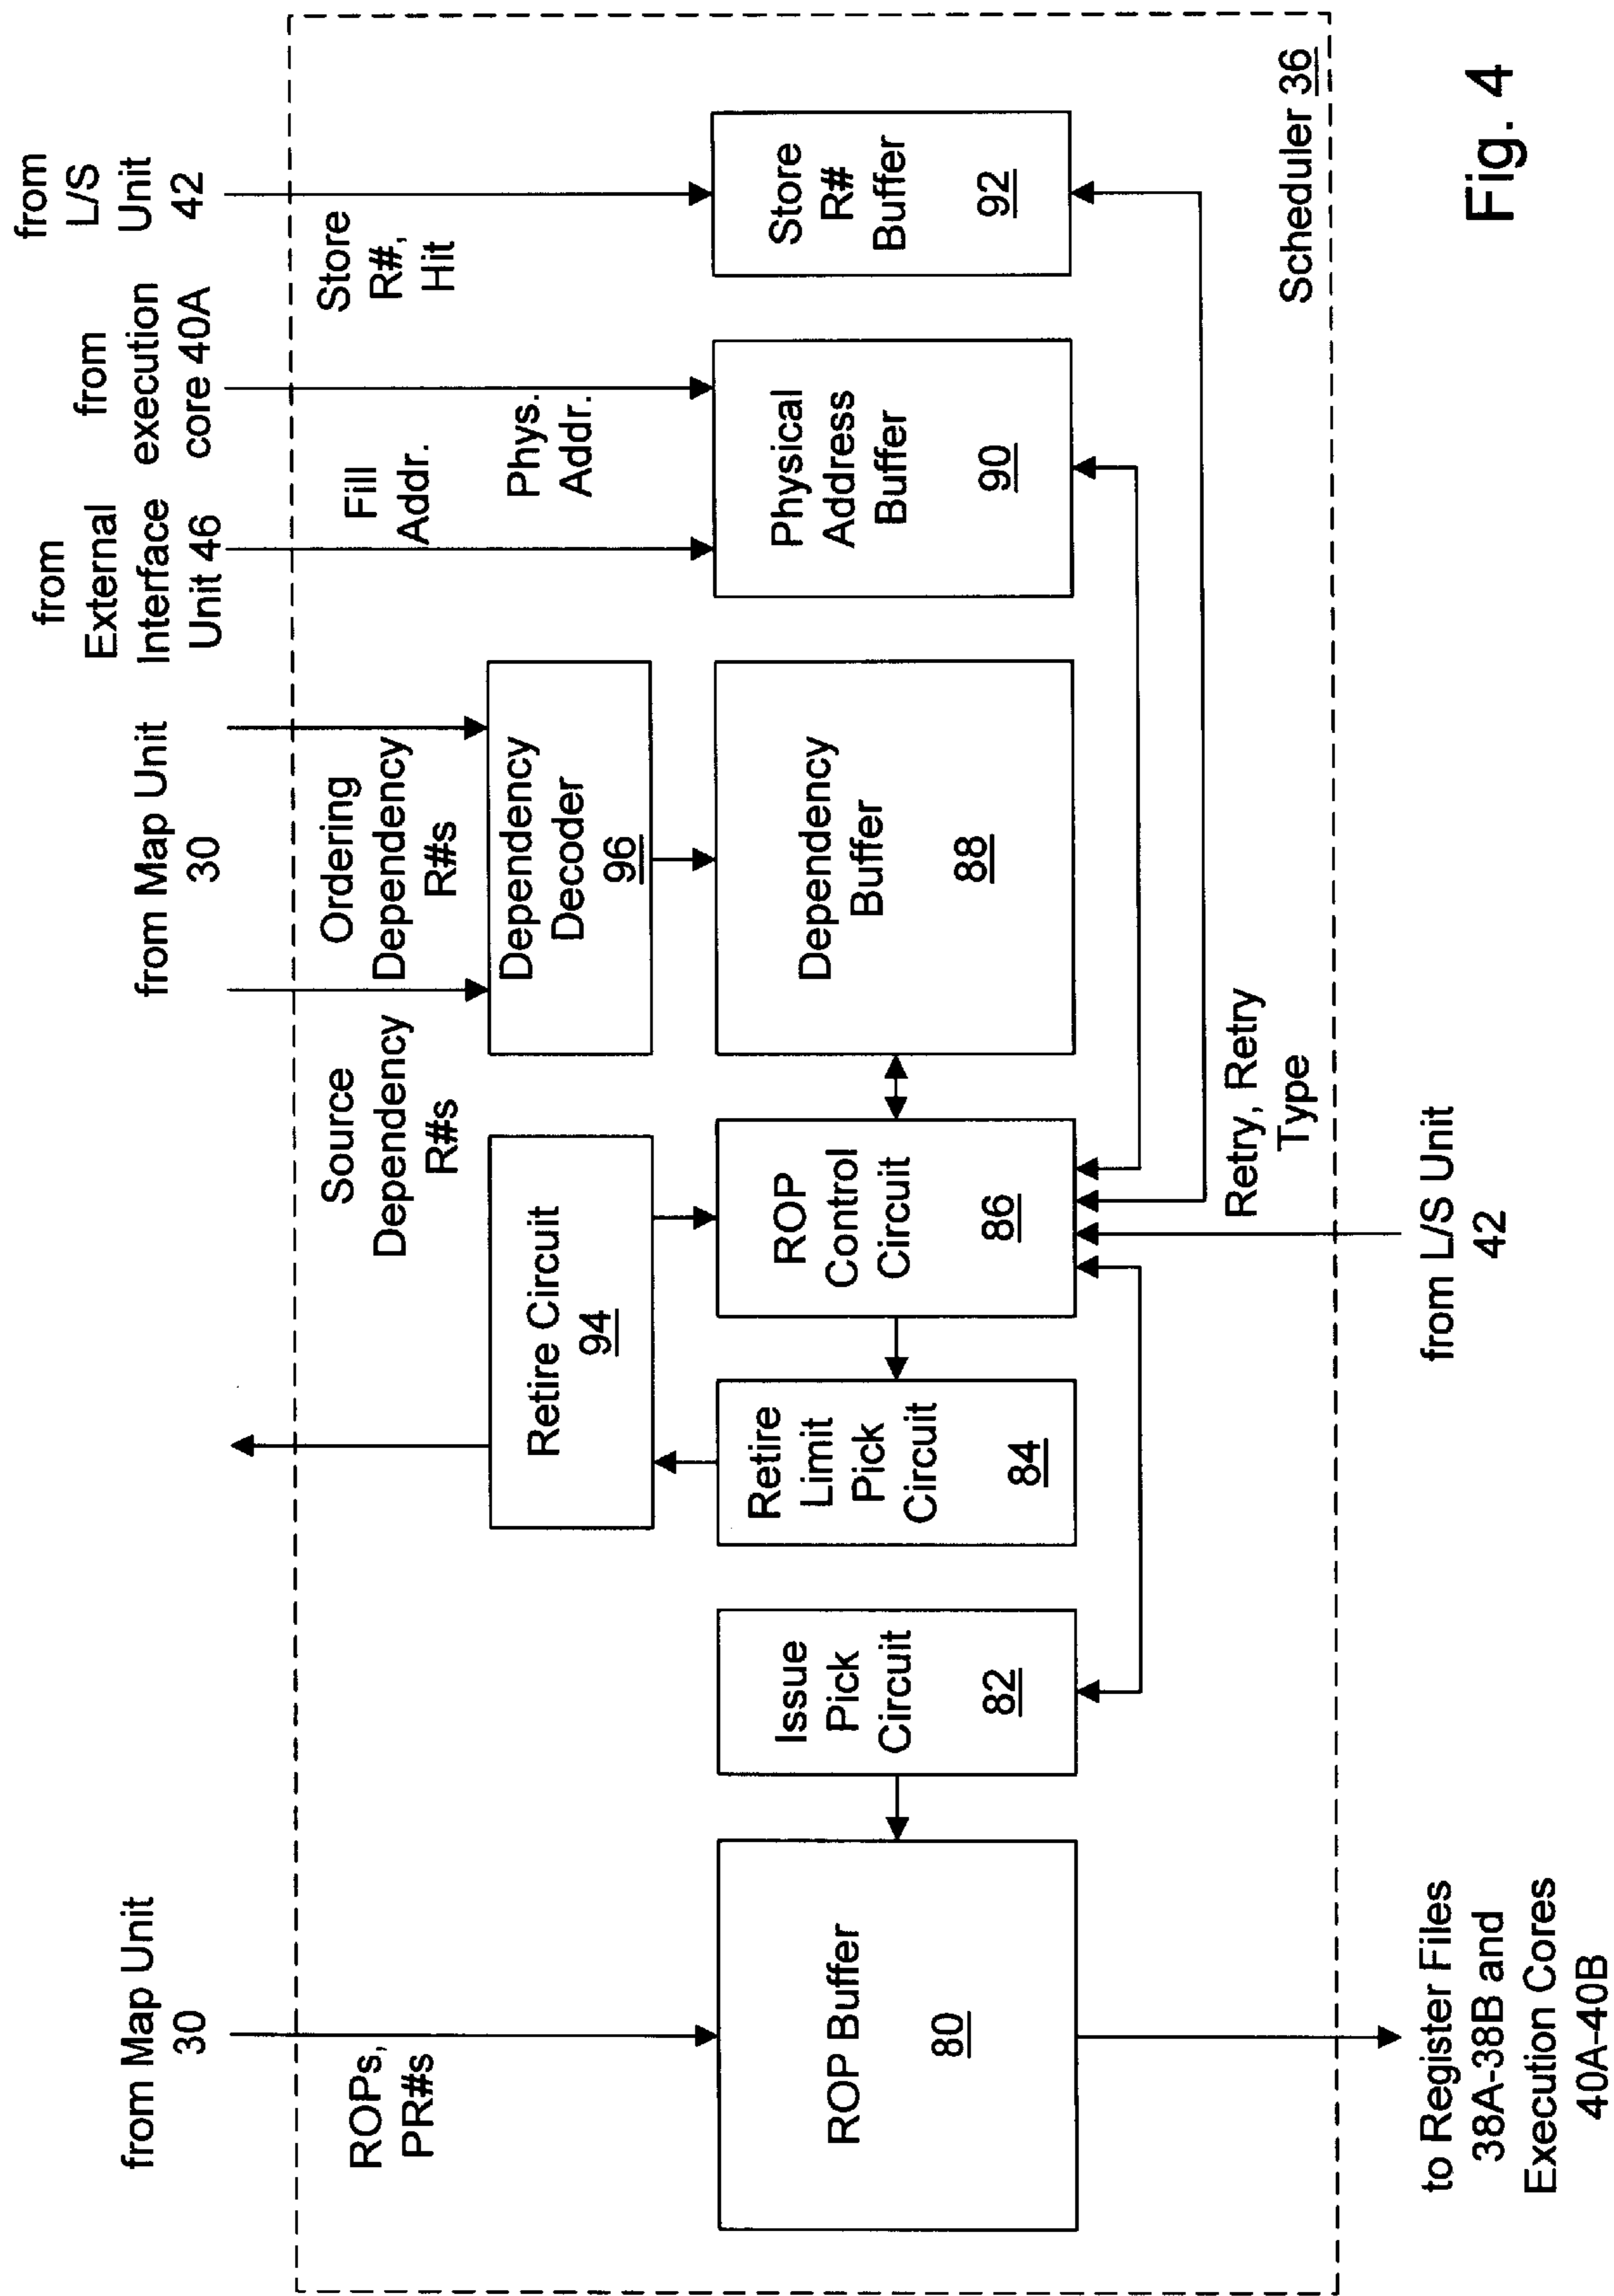 from Map Unit
30
from Map Unit
30
from
External
Interface
Unit 46
from
execution
core 40A
from
L/S
Unit
42
ROPs,
PR#s
Source
Dependency
R#s
Ordering
Dependency
R#s
Fill
Addr.
Phys.
Addr.
Store
R#,
Hit
Retire Circuit
94
Dependency
Decoder
96
ROP Buffer
80
Issue
Pick
Circuit
82
Retire
Limit
Pick
Circuit
84
ROP
Control
Circuit
86
Dependency
Buffer
88
Physical
Address
Buffer
90
Store
R#
Buffer
92
Retry, Retry
Type
Scheduler 36
to Register Files
38A-38B and
Execution Cores
40A-40B
from L/S Unit
42
Fig. 4